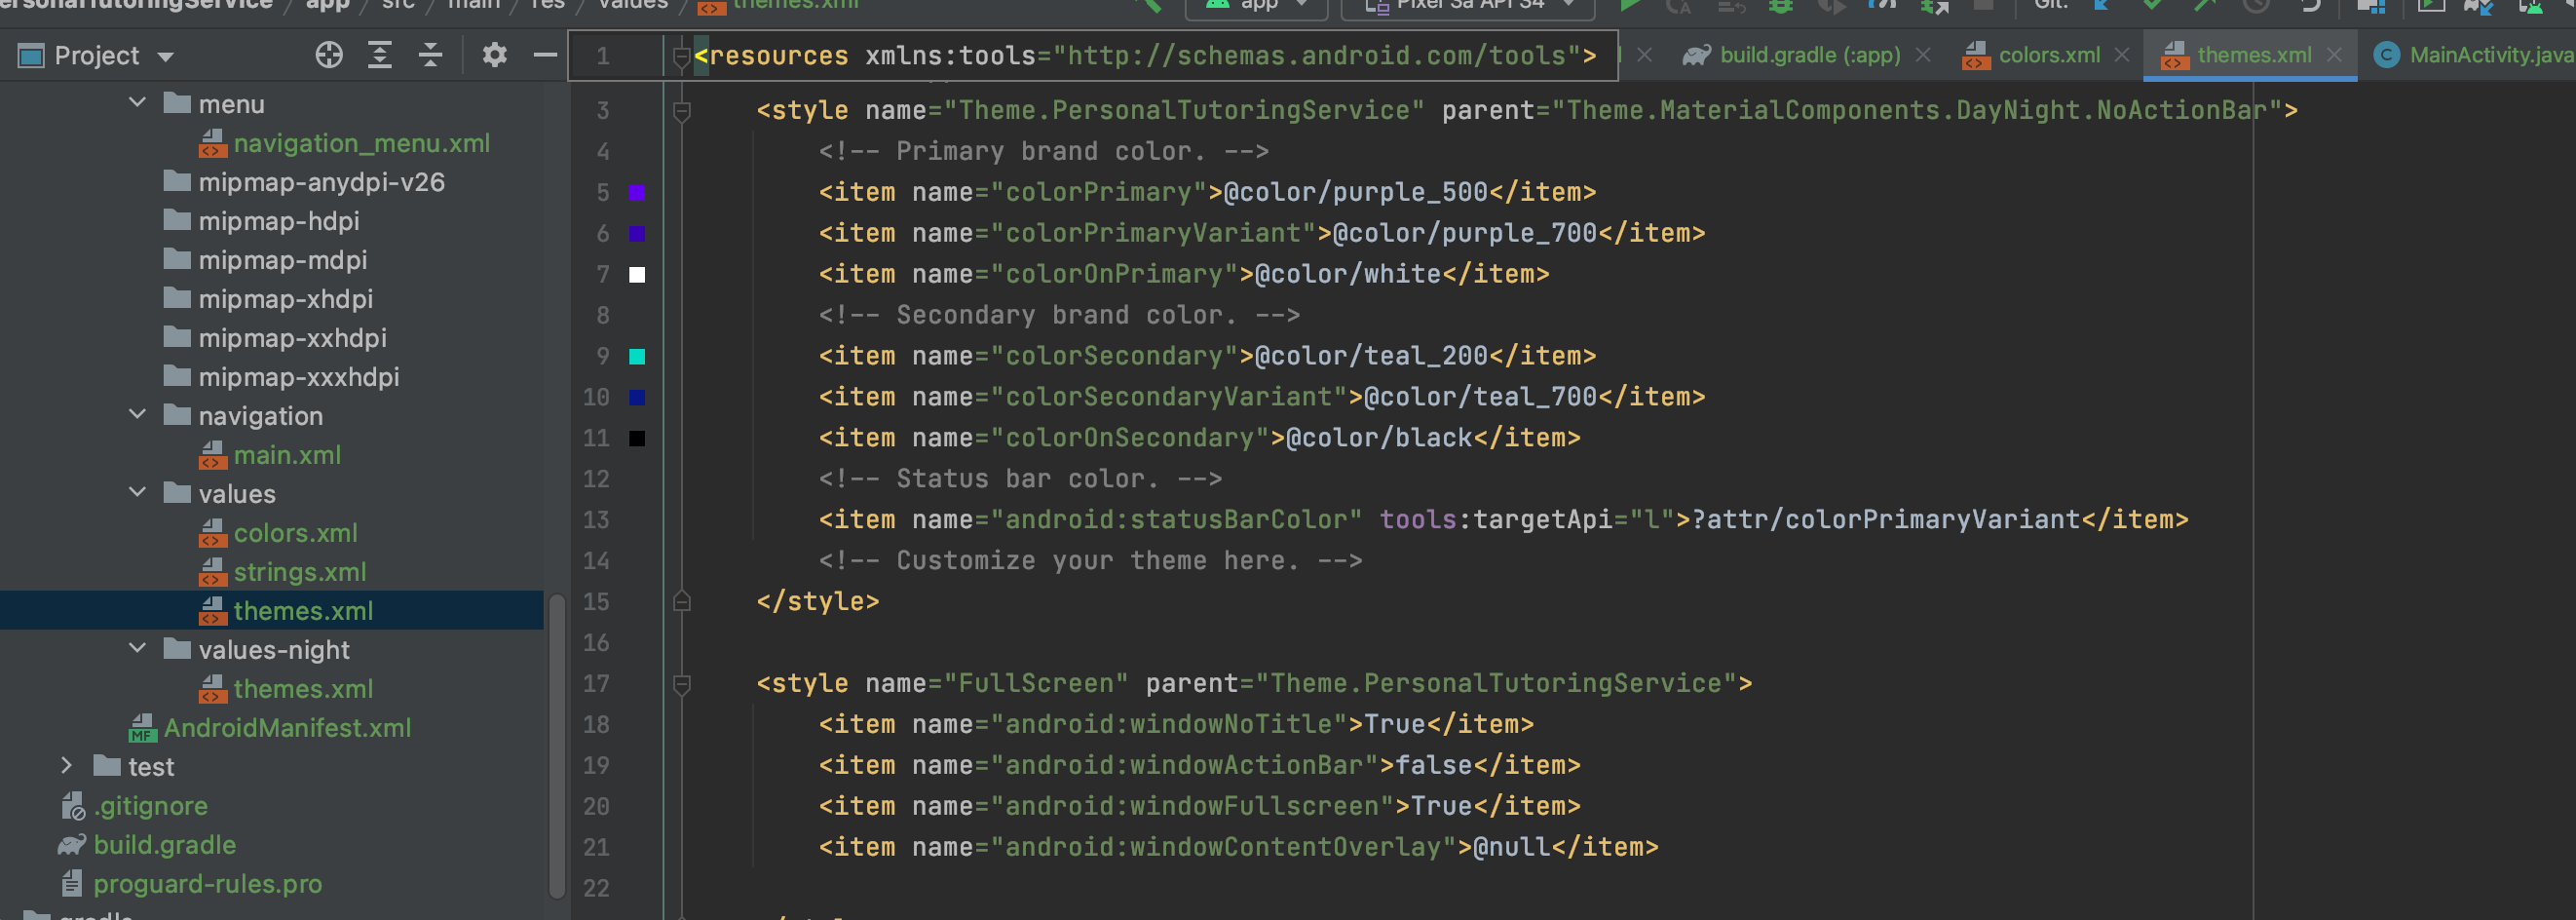 PersonalTutoringService / app / src / main / res / values / themes.xml
app
Pixel 3a API 34
Git:
Project
build.gradle (:app)
colors.xml
themes.xml
MainActivity.java
menu
navigation_menu.xml
mipmap-anydpi-v26
mipmap-hdpi
mipmap-mdpi
mipmap-xhdpi
mipmap-xxhdpi
mipmap-xxxhdpi
navigation
main.xml
values
colors.xml
strings.xml
themes.xml
values-night
themes.xml
AndroidManifest.xml
test
.gitignore
build.gradle
proguard-rules.pro
gradle
1 <resources xmlns:tools="http://schemas.android.com/tools">
3 <style name="Theme.PersonalTutoringService" parent="Theme.MaterialComponents.DayNight.NoActionBar">
4 <!-- Primary brand color. -->
5 <item name="colorPrimary">@color/purple_500</item>
6 <item name="colorPrimaryVariant">@color/purple_700</item>
7 <item name="colorOnPrimary">@color/white</item>
8 <!-- Secondary brand color. -->
9 <item name="colorSecondary">@color/teal_200</item>
10 <item name="colorSecondaryVariant">@color/teal_700</item>
11 <item name="colorOnSecondary">@color/black</item>
12 <!-- Status bar color. -->
13 <item name="android:statusBarColor" tools:targetApi="l">?attr/colorPrimaryVariant</item>
14 <!-- Customize your theme here. -->
15 </style>
16
17 <style name="FullScreen" parent="Theme.PersonalTutoringService">
18 <item name="android:windowNoTitle">True</item>
19 <item name="android:windowActionBar">false</item>
20 <item name="android:windowFullscreen">True</item>
21 <item name="android:windowContentOverlay">@null</item>
22